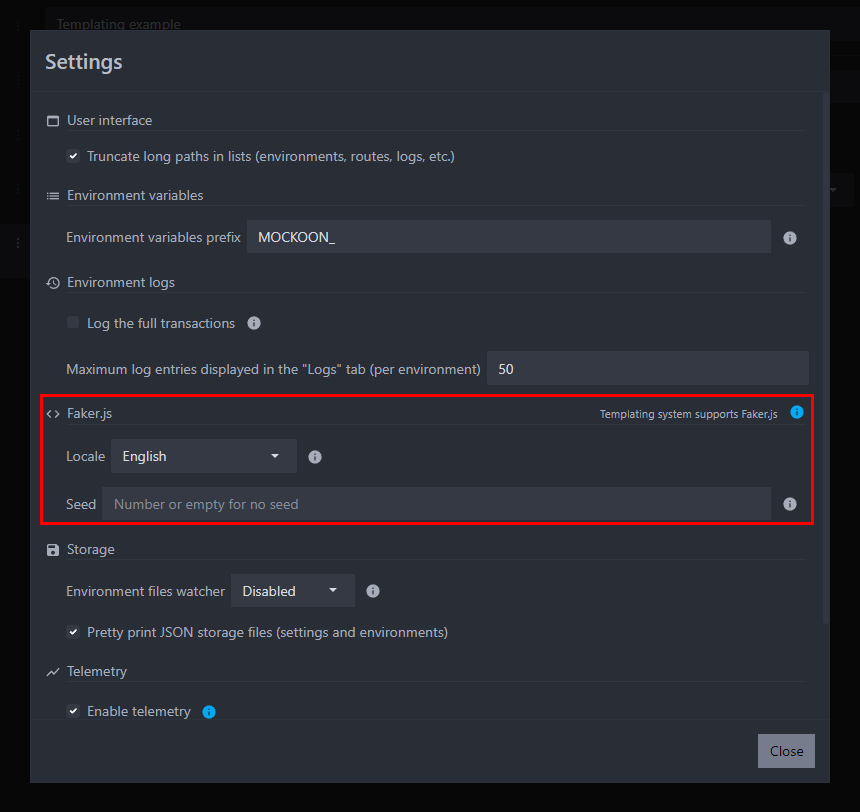 Templating example
Settings
User interface
Truncate long paths in lists (environments, routes, logs, etc.)
Environment variables
Environment variables prefix MOCKOON_
Environment logs
Log the full transactions
Maximum log entries displayed in the "Logs" tab (per environment) 50
Faker.js Templating system supports Faker.js
Locale English
Seed Number or empty for no seed
Storage
Environment files watcher Disabled
Pretty print JSON storage files (settings and environments)
Telemetry
Enable telemetry
Close